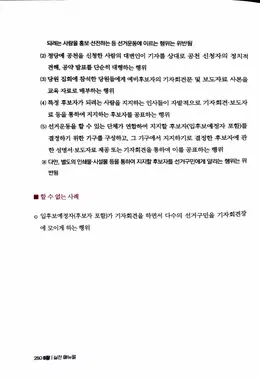 되려는 사람을 홍보·선전하는 등 선거운동에 이르는 행위는 위반됨
(2) 정당에 공천을 신청한 사람의 대변인이 기자를 상대로 공천 신청자의 정치적
견해, 공약 발표를 단순히 대행하는 행위
(3) 당원 집회에 참석한 당원들에게 예비후보자의 기자회견문 및 보도자료 사본을
교육 자료로 배부하는 행위
(4) 특정 후보자가 되려는 사람을 지지하는 인사들이 자발적으로 기자회견·보도자
료 등을 통하여 지지하는 후보자를 공표하는 행위
(5) 선거운동을 할 수 있는 단체가 연합하여 지지할 후보자(입후보예정자 포함)를
결정하기 위한 기구를 구성하고, 그 기구에서 지지하기로 결정한 후보자에 관
한 성명서·보도자료 제공 또는 기자회견을 통하여 이를 공표하는 행위
※ 다만, 별도의 인쇄물·시설물 등을 통하여 지지할 후보자를 선거구민에게 알리는 행위는 위
반됨
■ 할 수 없는 사례
○ 입후보예정자(후보자 포함)가 기자회견을 하면서 다수의 선거구민을 기자회견장
에 모이게 하는 행위
250 | 실전 매뉴얼